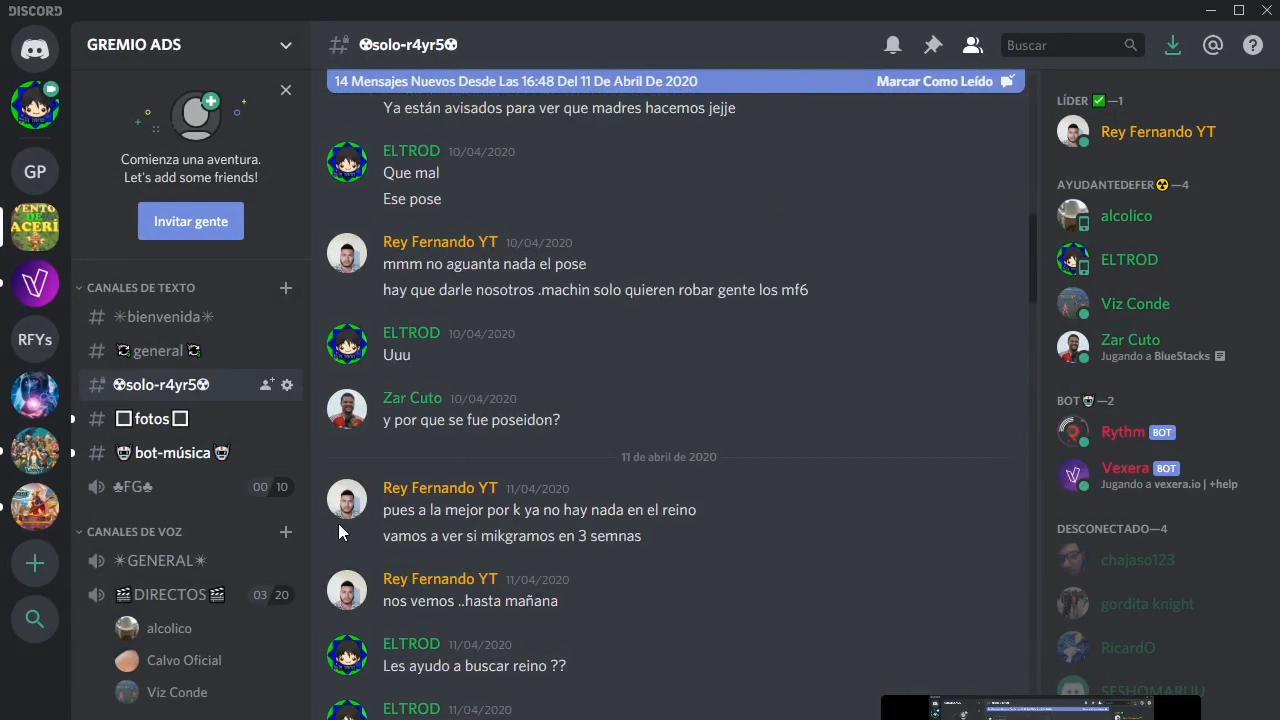 DISCORD
GREMIO ADS
Comienza una aventura.
Let's add some friends!
Invitar gente
GP
VENTO
DE
ACERÍ
RFYs
CANALES DE TEXTO
✳bienvenida✳
general
☢solo-r4yr5☢
fotos
bot-música
♣FG♣
00 10
CANALES DE VOZ
✳GENERAL✳
🎬DIRECTOS🎬
03 20
alcolico
Calvo Oficial
Viz Conde
☢solo-r4yr5☢
Buscar
14 Mensajes Nuevos Desde Las 16:48 Del 11 De Abril De 2020
Marcar Como Leído
Ya están avisados para ver que madres hacemos jejje
ELTROD 10/04/2020
Que mal
Ese pose
Rey Fernando YT 10/04/2020
mmm no aguanta nada el pose
hay que darle nosotros .machin solo quieren robar gente los mf6
ELTROD 10/04/2020
Uuu
Zar Cuto 10/04/2020
y por que se fue poseidon?
11 de abril de 2020
Rey Fernando YT 11/04/2020
pues a la mejor por k ya no hay nada en el reino
vamos a ver si mikgramos en 3 semnas
Rey Fernando YT 11/04/2020
nos vemos ..hasta mañana
ELTROD 11/04/2020
Les ayudo a buscar reino ??
ELTROD 11/04/2020
LÍDER ✅—1
Rey Fernando YT
AYUDANTEDEFER☢—4
alcolico
ELTROD
Viz Conde
Zar Cuto
Jugando a BlueStacks
BOT🤖—2
Rythm BOT
Vexera BOT
Jugando a vexera.io | +help
DESCONECTADO—4
chajaso123
gordita knight
RicardO
SESHOMARUU